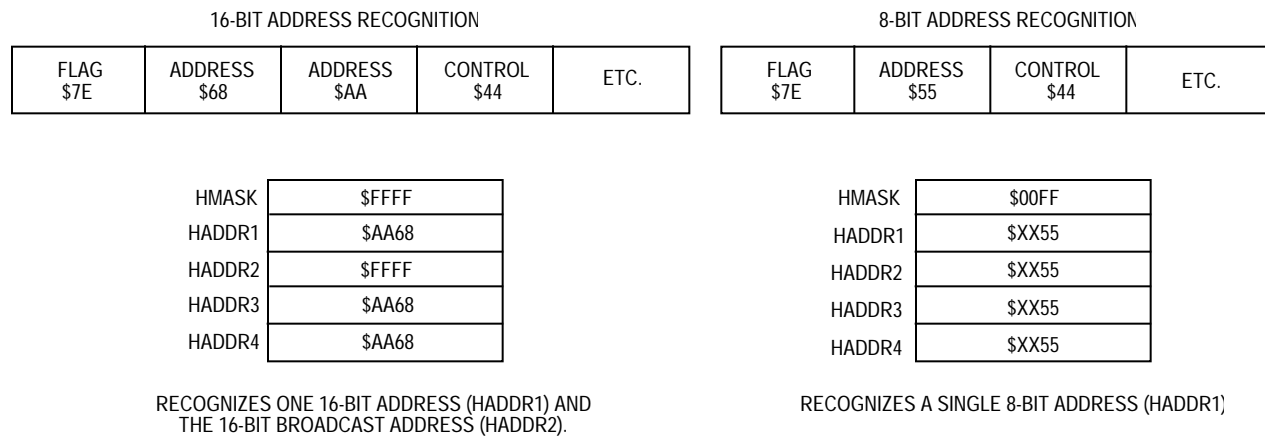 16-BIT ADDRESS RECOGNITION
FLAG ADDRESS ADDRESS CONTROL ETC.
$7E $68 $AA $44
HMASK $FFFF
HADDR1 $AA68
HADDR2 $FFFF
HADDR3 $AA68
HADDR4 $AA68
RECOGNIZES ONE 16-BIT ADDRESS (HADDR1) AND
THE 16-BIT BROADCAST ADDRESS (HADDR2).
8-BIT ADDRESS RECOGNITION
FLAG ADDRESS CONTROL ETC.
$7E $55 $44
HMASK $00FF
HADDR1 $XX55
HADDR2 $XX55
HADDR3 $XX55
HADDR4 $XX55
RECOGNIZES A SINGLE 8-BIT ADDRESS (HADDR1)